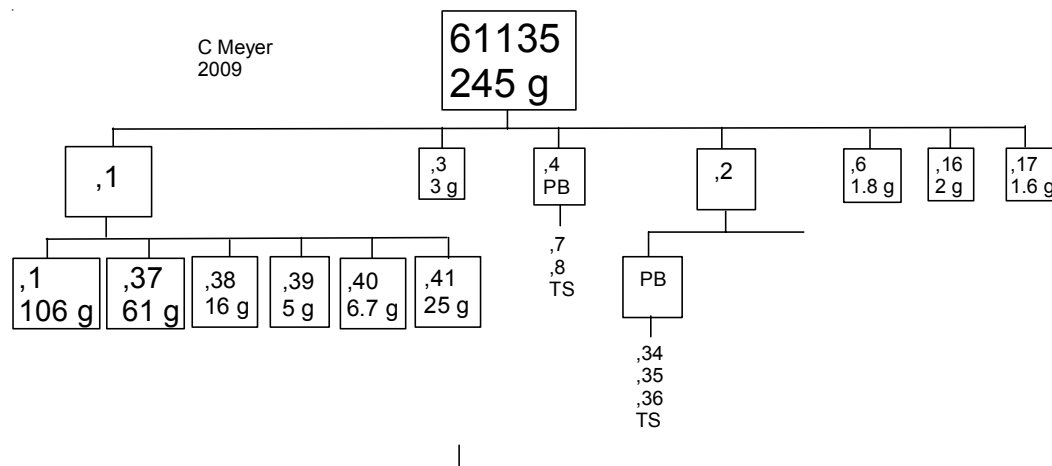 C Meyer
2009
61135
245 g
,1
,3
3 g
,4
PB
,2
,6
1.8 g
,16
2 g
,17
1.6 g
,1
106 g
,37
61 g
,38
16 g
,39
5 g
,40
6.7 g
,41
25 g
,7
,8
TS
PB
,34
,35
,36
TS